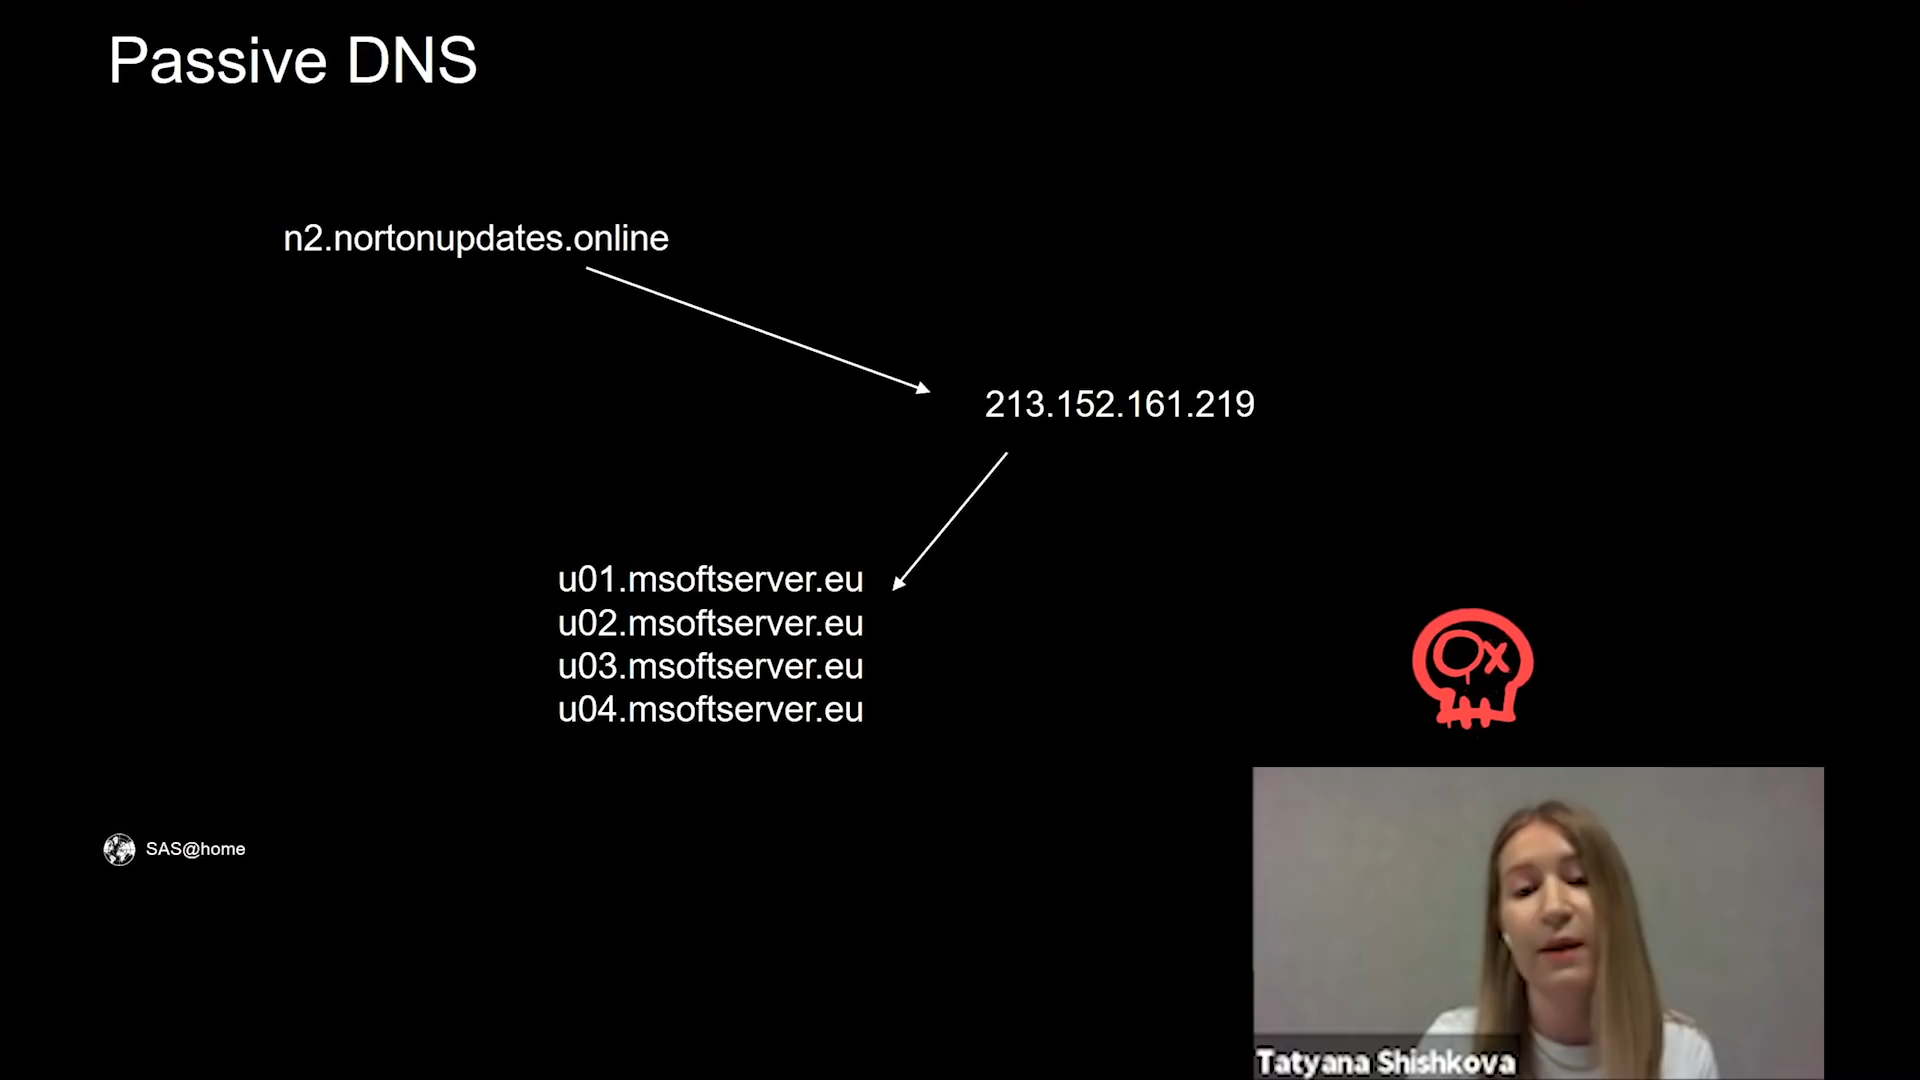 Passive DNS
n2.nortonupdates.online
213.152.161.219
u01.msoftserver.eu
u02.msoftserver.eu
u03.msoftserver.eu
u04.msoftserver.eu
SAS@home
Tatyana Shishkova